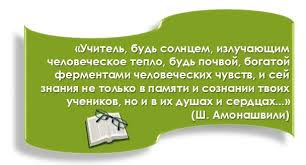 «Учитель, будь солнцем, излучающим
человеческое тепло, будь почвой, богатой
ферментами человеческих чувств, и сей
знания не только в памяти и сознании твоих
учеников, но и в их душах и сердцах...»
(Ш. Амонашвили)